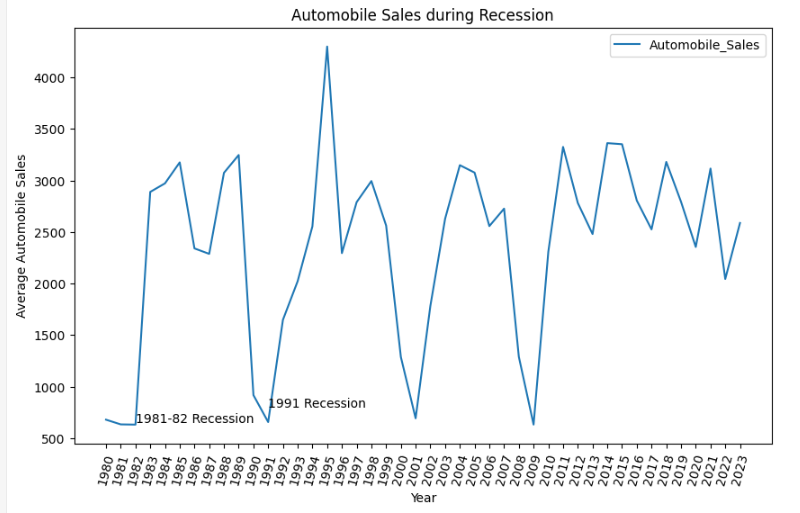 Automobile Sales during Recession
Automobile_Sales
Average Automobile Sales
4000
3500
3000
2500
2000
1500
1000
500
1981-82 Recession
1991 Recession
1980 1981 1982 1983 1984 1985 1986 1987 1988 1989 1990 1991 1992 1993 1994 1995 1996 1997 1998 1999 2000 2001 2002 2003 2004 2005 2006 2007 2008 2009 2010 2011 2012 2013 2014 2015 2016 2017 2018 2019 2020 2021 2022 2023
Year